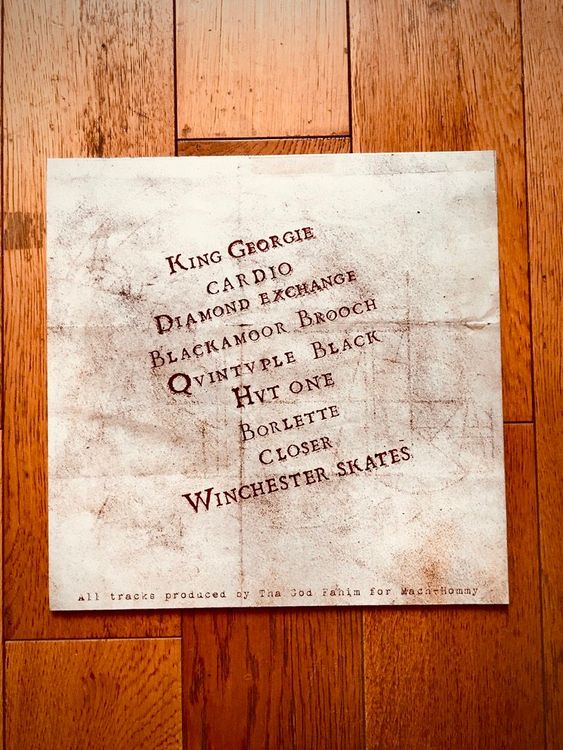 King Georgie
CARDIO
Diamond exchange
Blackamoor Brooch
Qvintvple Black
Hvt one
Borlette
Closer
Winchester skates
All tracks produced by Tha God Fahim for Mach-Hommy